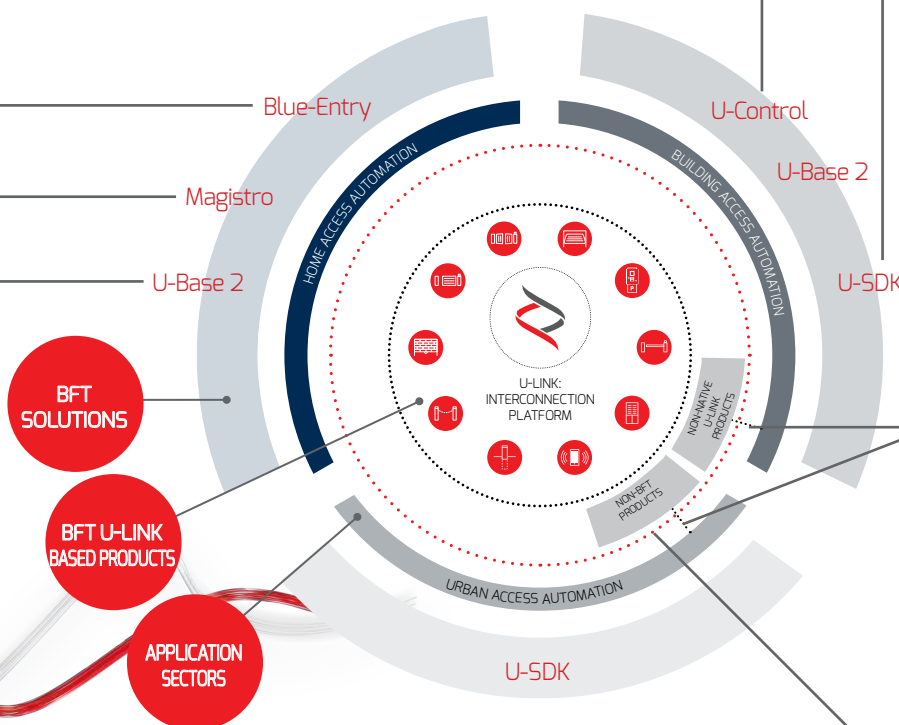 Blue-Entry
Magistro
U-Base 2
U-Control
U-Base 2
U-SDK
HOME ACCESS AUTOMATION
BUILDING ACCESS AUTOMATION
P
U-LINK:
INTERCONNECTION
PLATFORM
NON-NATIVE
U-LINK
PRODUCTS
NON-BFT
PRODUCTS
URBAN ACCESS AUTOMATION
U-SDK
BFT
SOLUTIONS
BFT U-LINK
BASED PRODUCTS
APPLICATION
SECTORS